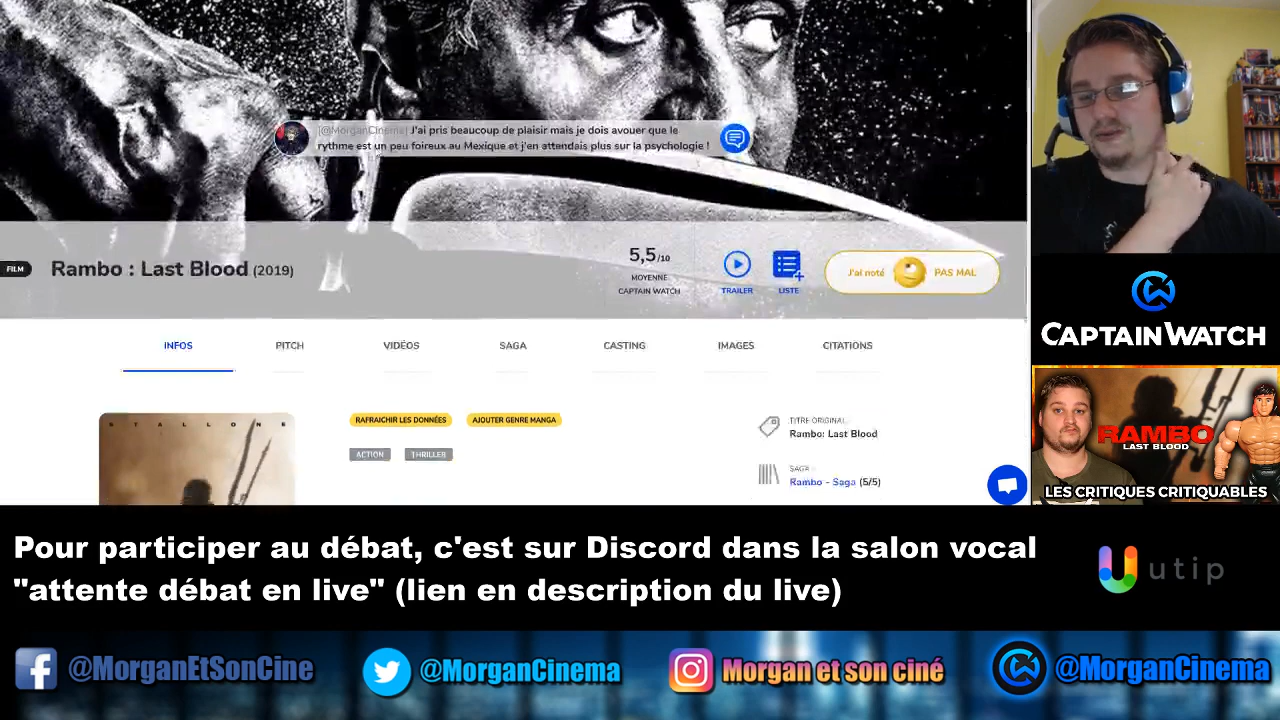 [@MorganCinema] J'ai pris beaucoup de plaisir mais je dois avouer que le
rythme est un peu foireux au Mexique et j'en attendais plus sur la psychologie !
FILM
Rambo : Last Blood (2019)
5,5/10
MOYENNE
CAPTAIN WATCH
TRAILER
LISTE
J'ai noté
PAS MAL
INFOS
PITCH
VIDÉOS
SAGA
CASTING
IMAGES
CITATIONS
STALLONE
RAFRAICHIR LES DONNÉES
AJOUTER GENRE MANGA
ACTION
THRILLER
TITRE ORIGINAL
Rambo: Last Blood
SAGA
Rambo - Saga (5/5)
CAPTAINWATCH
RAMBO
LAST BLOOD
LES CRITIQUES CRITIQUABLES
Pour participer au débat, c'est sur Discord dans la salon vocal
"attente débat en live" (lien en description du live)
utip
@MorganEtSonCine
@MorganCinema
Morgan et son ciné
@MorganCinema